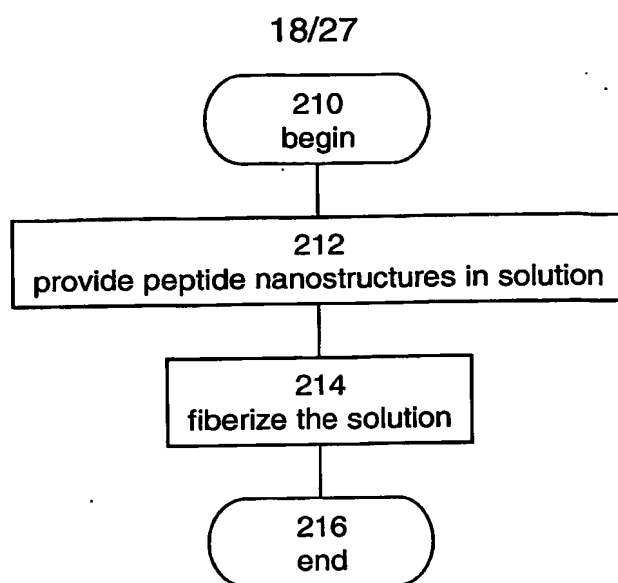 18/27
210
begin
212
provide peptide nanostructures in solution
214
fiberize the solution
216
end